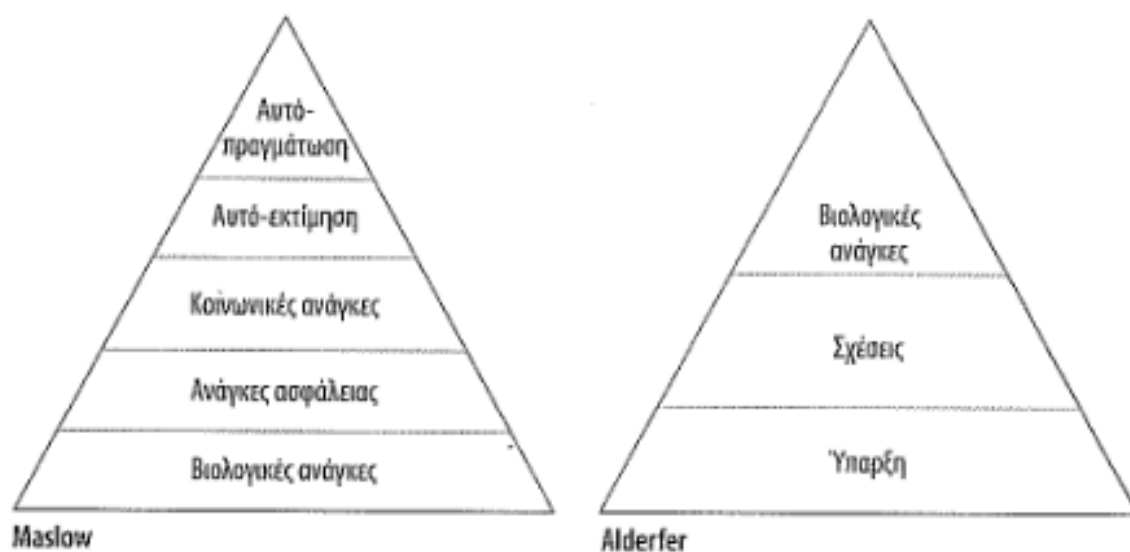 Αυτό-
πραγμάτωση
Αυτό-εκτίμηση
Κοινωνικές ανάγκες
Ανάγκες ασφάλειας
Βιολογικές ανάγκες
Maslow
Βιολογικές
ανάγκες
Σχέσεις
Ύπαρξη
Alderfer